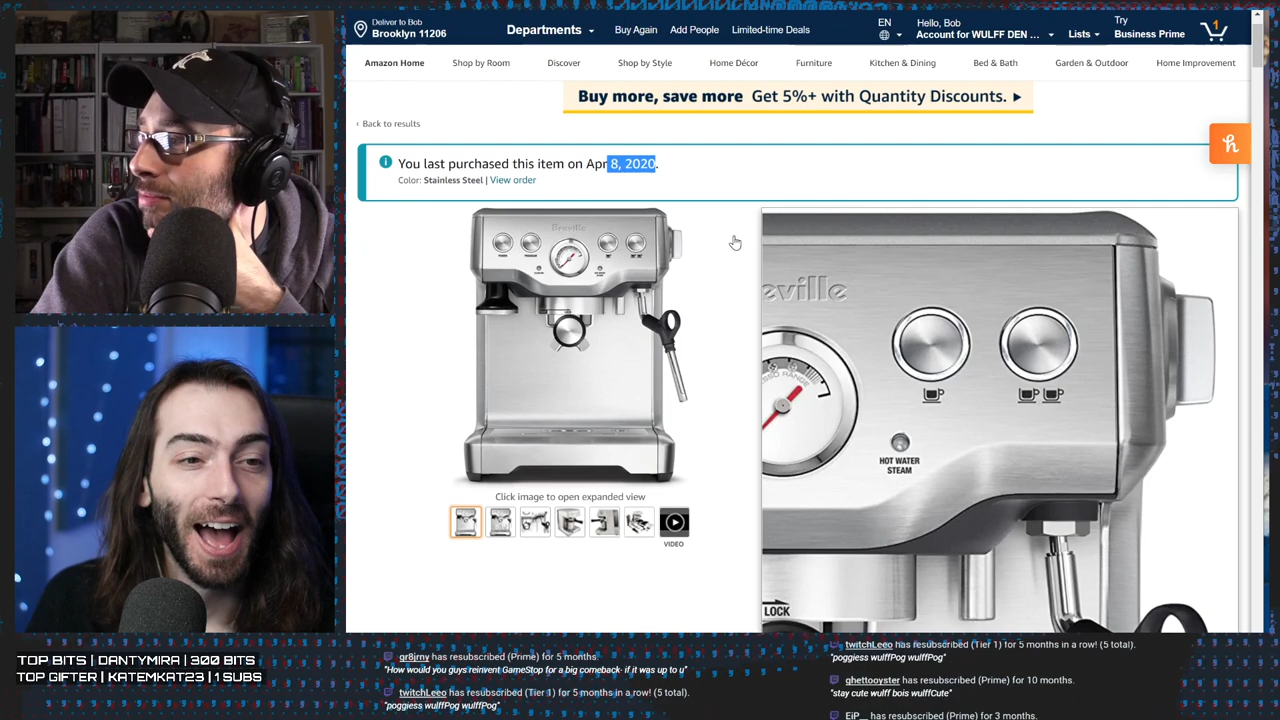 Deliver to Bob
Brooklyn 11206
Departments
Buy Again
Add People
Limited-time Deals
EN
Hello, Bob
Account for WULFF DEN ...
Lists
Try
Business Prime
1
Amazon Home
Shop by Room
Discover
Shop by Style
Home Décor
Furniture
Kitchen & Dining
Bed & Bath
Garden & Outdoor
Home Improvement
Buy more, save more Get 5%+ with Quantity Discounts.
‹ Back to results
You last purchased this item on Apr 8, 2020.
Color: Stainless Steel | View order
Breville
eville
HOT WATER
STEAM
LOCK
Click image to open expanded view
VIDEO
TOP BITS | DANTYMIRA | 300 BITS
TOP GIFTER | KATEMKAT23 | 1 SUBS
qr8jrny has resubscribed (Prime) for 5 months.
"How would you guys reinvent GameStop for a big comeback- if it was up to u"
twitchLeeo has resubscribed (Tier 1) for 5 months in a row! (5 total).
"poggiess wulffPog wulffPog"
twitchLeeo has resubscribed (Tier 1) for 5 months in a row! (5 total).
"poggiess wulffPog wulffPog"
ghettooyster has resubscribed (Prime) for 10 months.
"stay cute wulff bois wulffCute"
EiP__ has resubscribed (Prime) for 3 months.